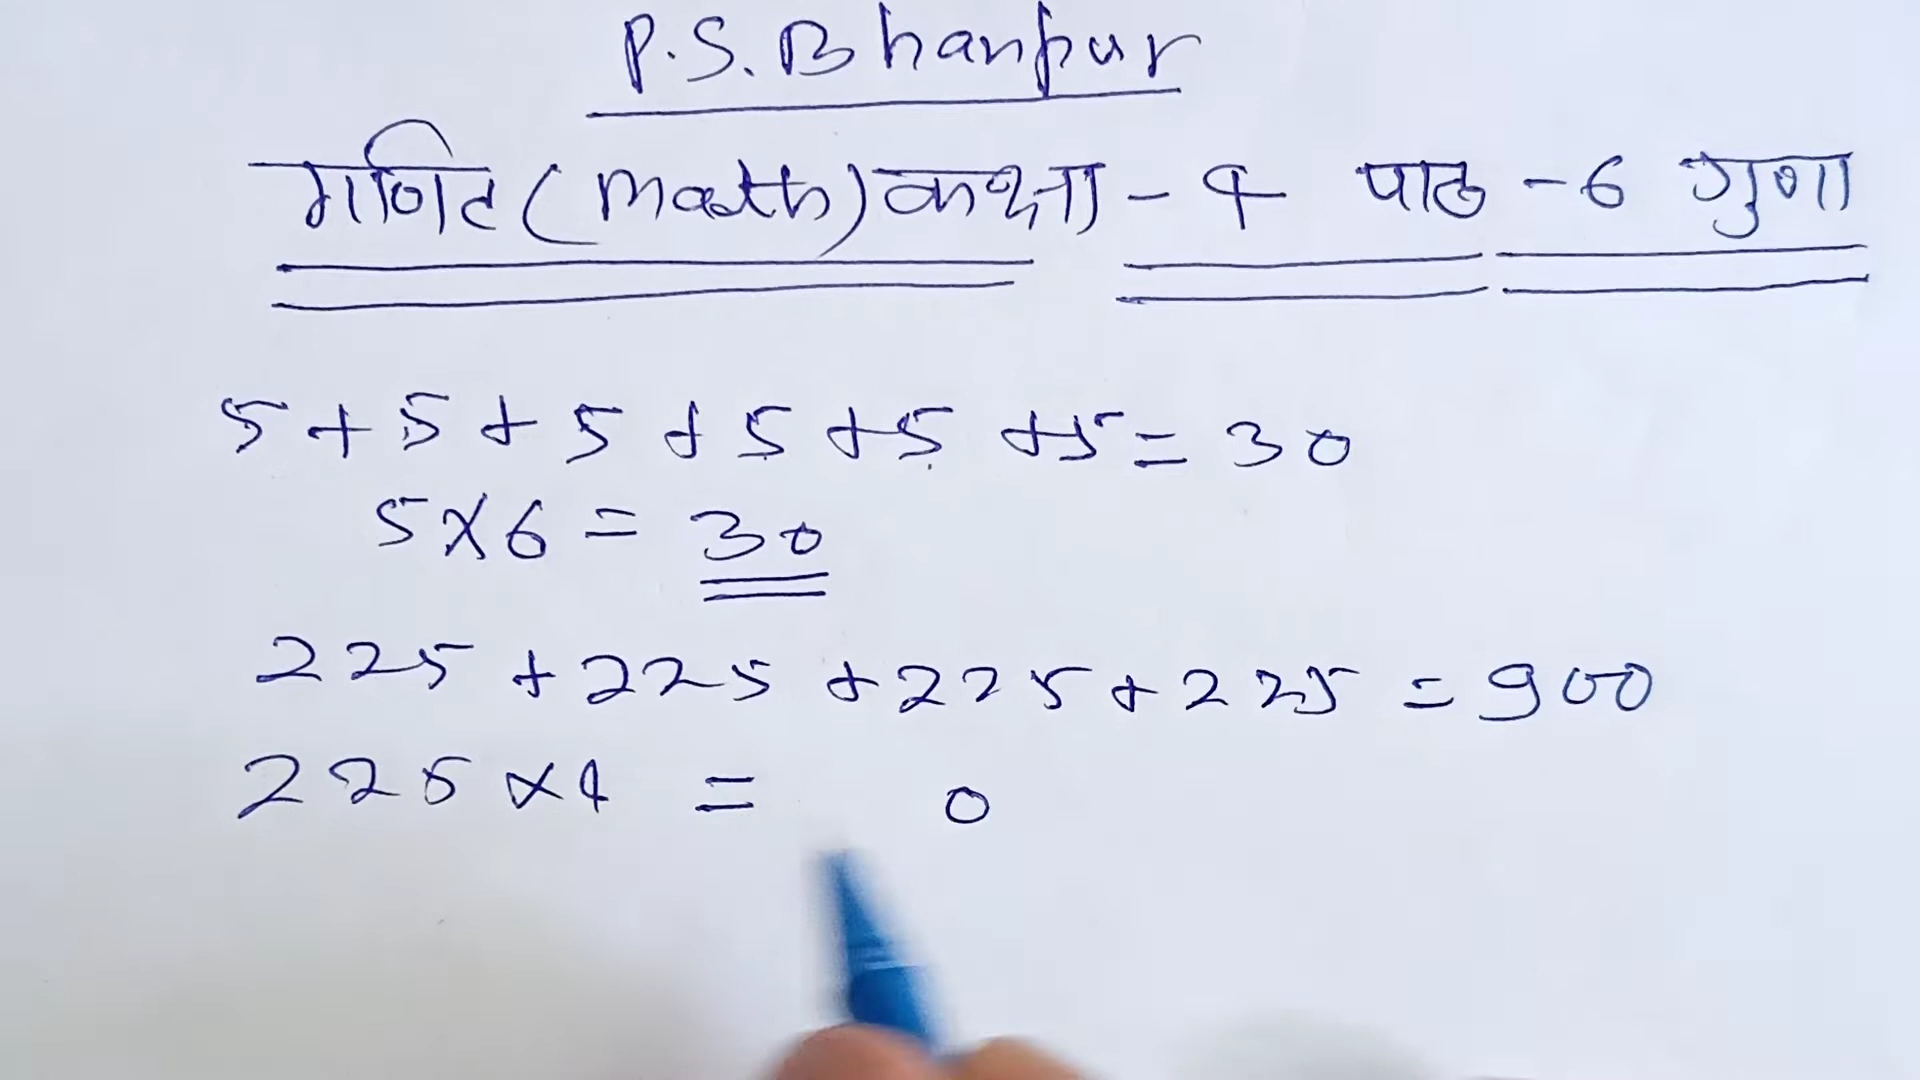 P.S. Bhanpur
गणित (math) कक्षा - 4 पाठ - 6 गुणा
5 + 5 + 5 + 5 + 5 + 5 = 30
5 X 6 = 30
225 + 225 + 225 + 225 = 900
225 x 4 = 0